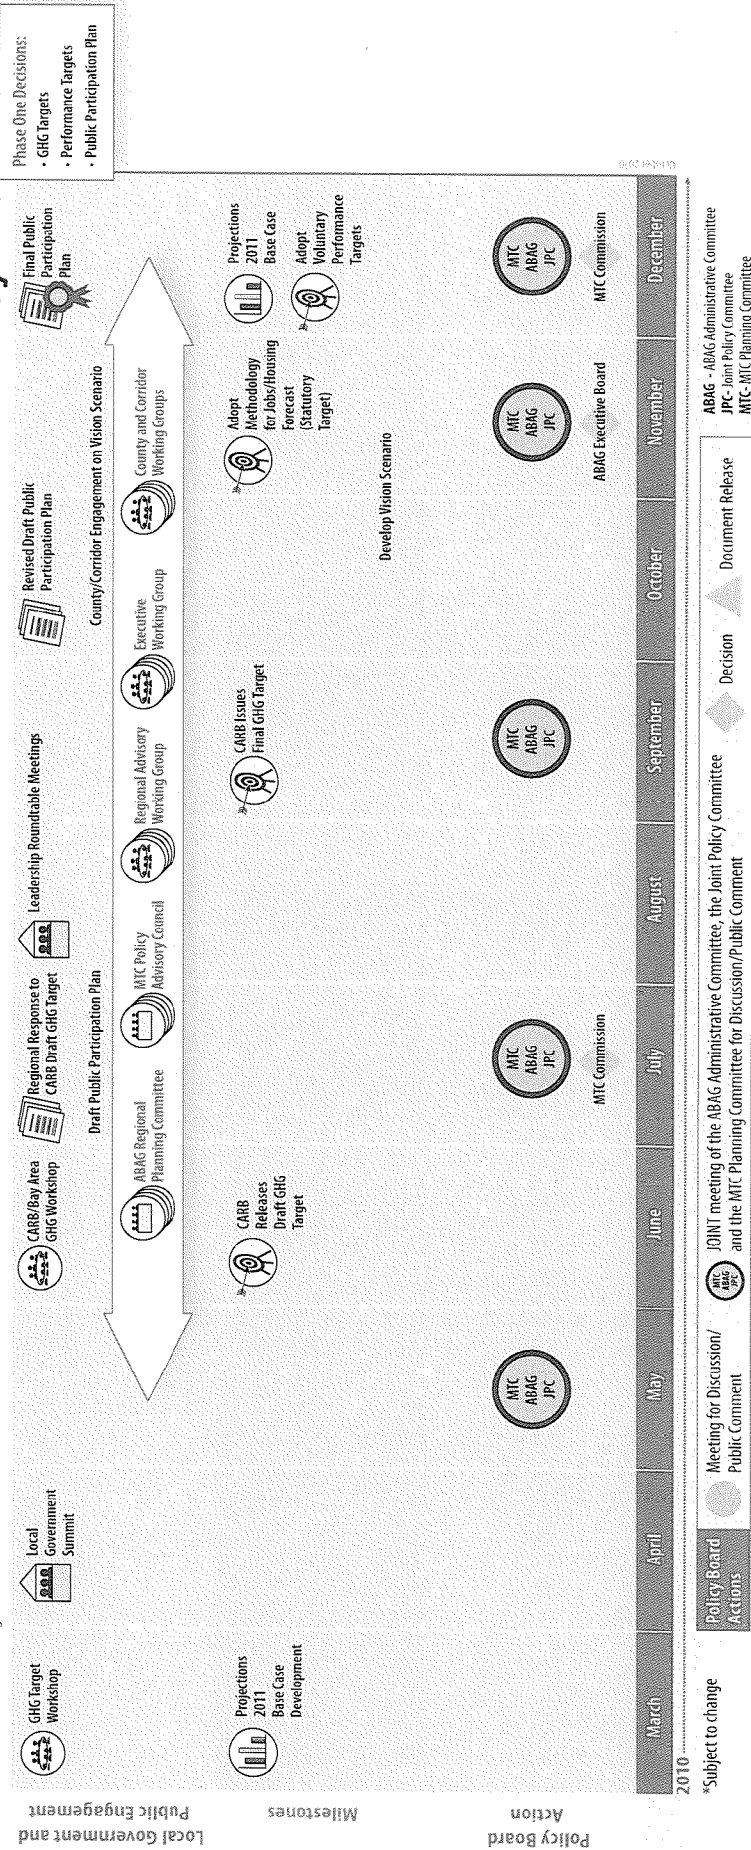 Phase One Decisions:
• GHG Targets
• Performance Targets
• Public Participation Plan
Local Government and
Public Engagement
GHG Target
Workshop
Local
Government
Summit
CARB/Bay Area
GHG Workshop
Regional Response to
CARB Draft GHG Target
Leadership Roundtable Meetings
Revised Draft Public
Participation Plan
Final Public
Participation
Plan
Draft Public Participation Plan
County/Corridor Engagement on Vision Scenario
ABAG Regional
Planning Committee
MTC Policy
Advisory Council
Regional Advisory
Working Group
Executive
Working Group
County and Corridor
Working Groups
Milestones
Projections
2011
Base Case
Development
CARB
Releases
Draft GHG
Target
CARB Issues
Final GHG Target
Adopt
Methodology
for Jobs/Housing
Forecast
(Statutory
Target)
Projections
2011
Base Case
Adopt
Voluntary
Performance
Targets
Develop Vision Scenario
Policy Board
Action
MTC
ABAG
JPC
MTC
ABAG
JPC
MTC Commission
MTC
ABAG
JPC
MTC
ABAG
JPC
ABAG Executive Board
MTC
ABAG
JPC
MTC Commission
March
April
May
June
July
August
September
October
November
December
October 2010
2010
*Subject to change
Policy Board
Actions
Meeting for Discussion/
Public Comment
MTC
ABAG
JPC
JOINT meeting of the ABAG Administrative Committee, the Joint Policy Committee
and the MTC Planning Committee for Discussion/Public Comment
Decision
Document Release
ABAG - ABAG Administrative Committee
JPC- Joint Policy Committee
MTC- MTC Planning Committee